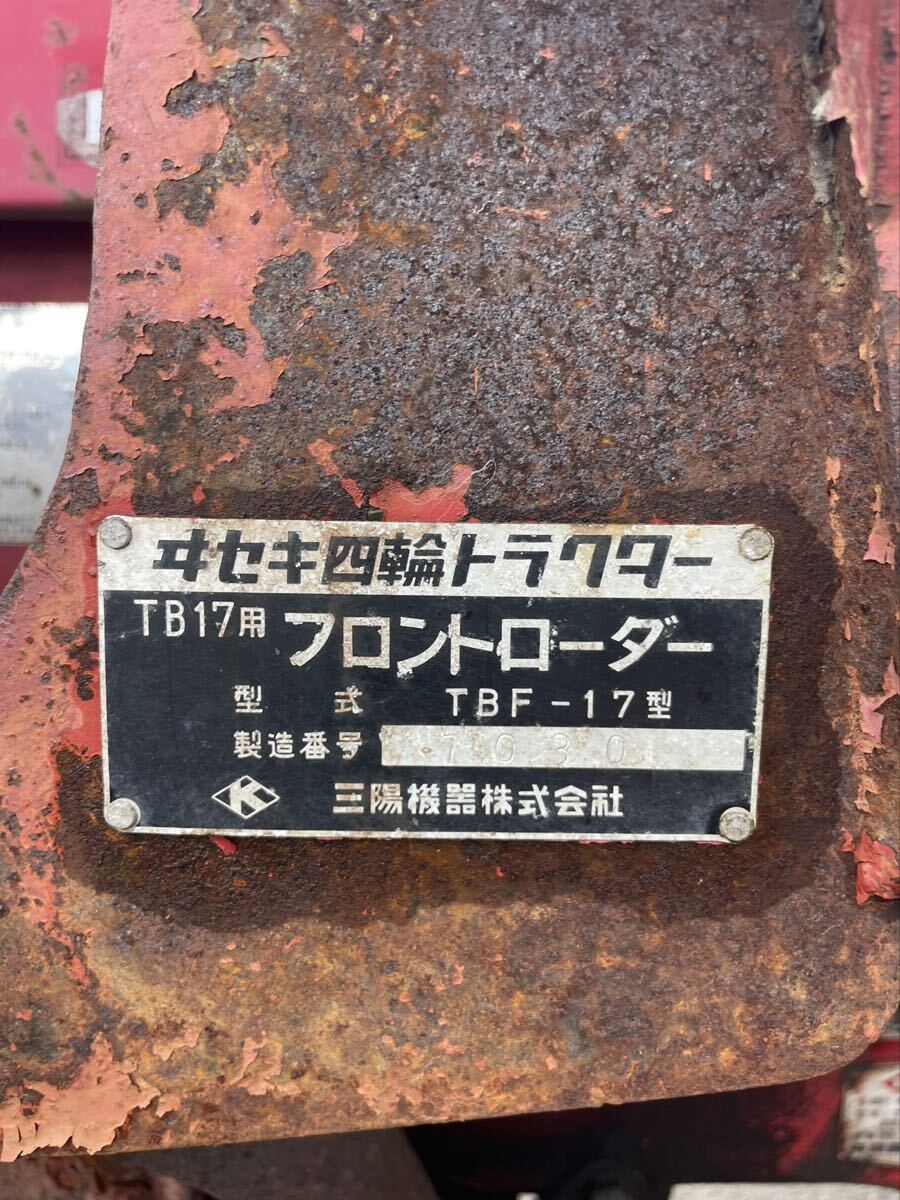 ヰセキ四輪トラクター
TB17用 フロントローダー
型式 TBF-17型
製造番号 7030
K 三陽機器株式会社